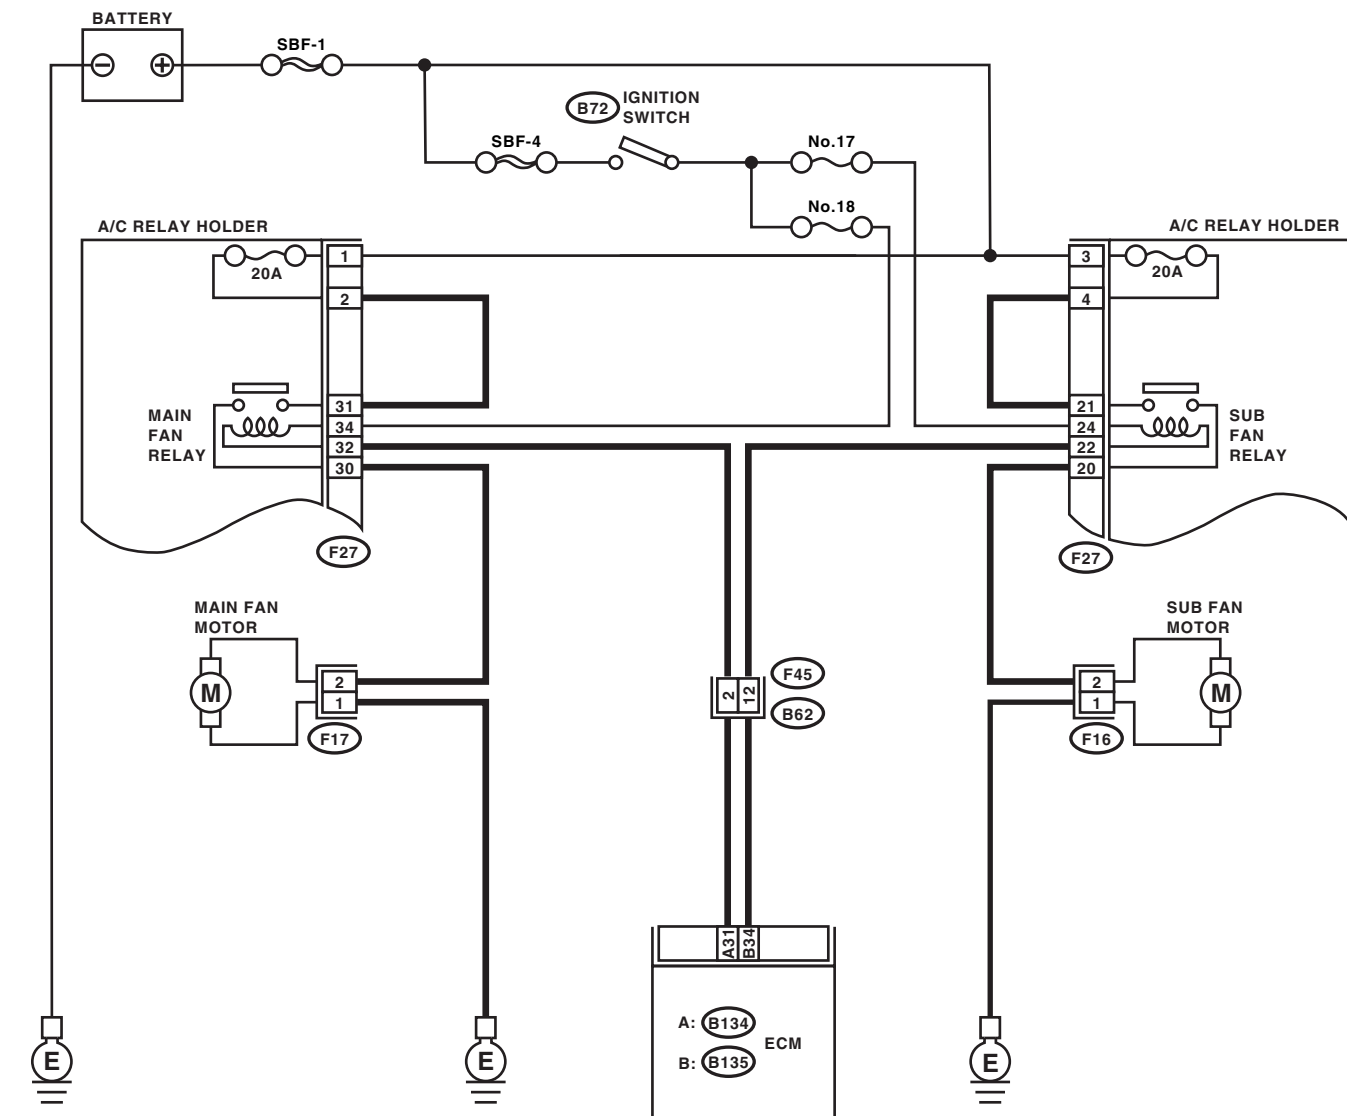 BATTERY
SBF-1
B72
IGNITION
SWITCH
SBF-4
No.17
No.18
A/C RELAY HOLDER
A/C RELAY HOLDER
20A
1
2
3
4
20A
MAIN
FAN
RELAY
31
34
32
30
21
24
22
20
SUB
FAN
RELAY
F27
F27
MAIN FAN
MOTOR
M
2
1
F17
2
12
F45
B62
SUB FAN
MOTOR
2
1
M
F16
A31
B34
A: B134
B: B135
ECM
E
E
E